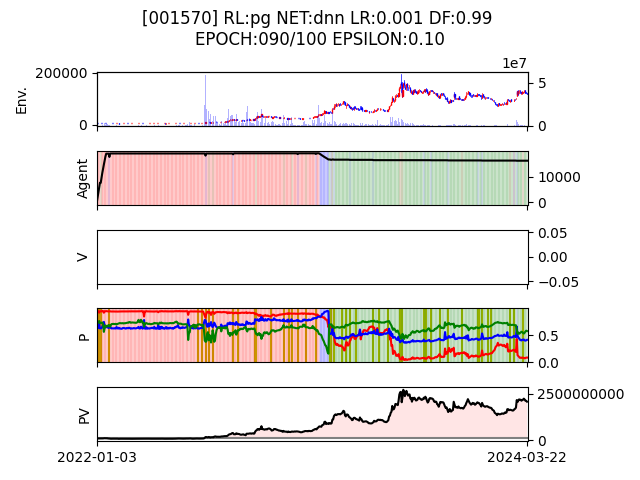 [001570] RL:pg NET:dnn LR:0.001 DF:0.99
EPOCH:090/100 EPSILON:0.10
1e7
200000
0
Env.
5
0
Agent
10000
0
V
0.05
0.00
−0.05
P
0.5
0.0
PV
2500000000
0
2022-01-03
2024-03-22